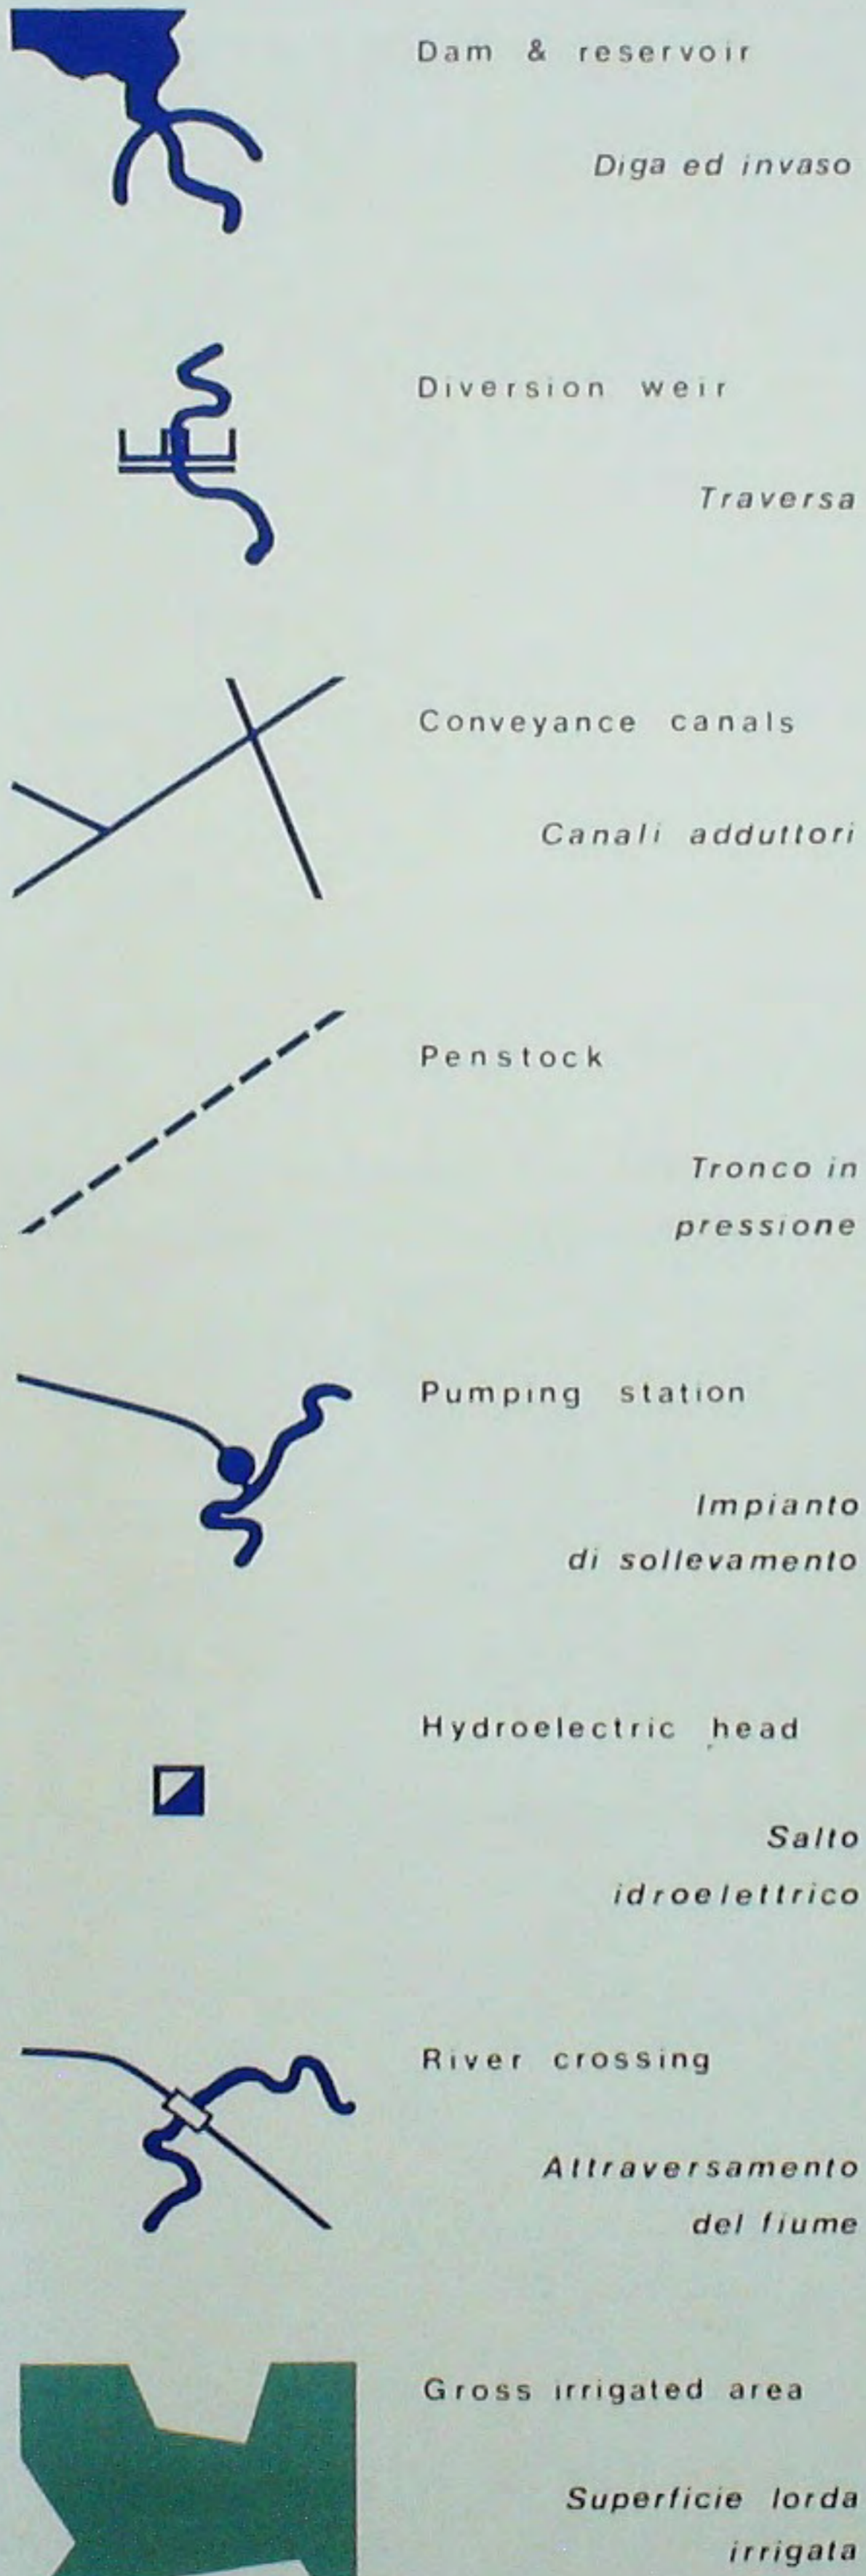 Dam & reservoir
Diga ed invaso
Diversion weir
Traversa
Conveyance canals
Canali adduttori
Penstock
Tronco in
pressione
Pumping station
Impianto
di sollevamento
Hydroelectric head
Salto
idroelettrico
River crossing
Attraversamento
del fiume
Gross irrigated area
Superficie lorda
irrigata